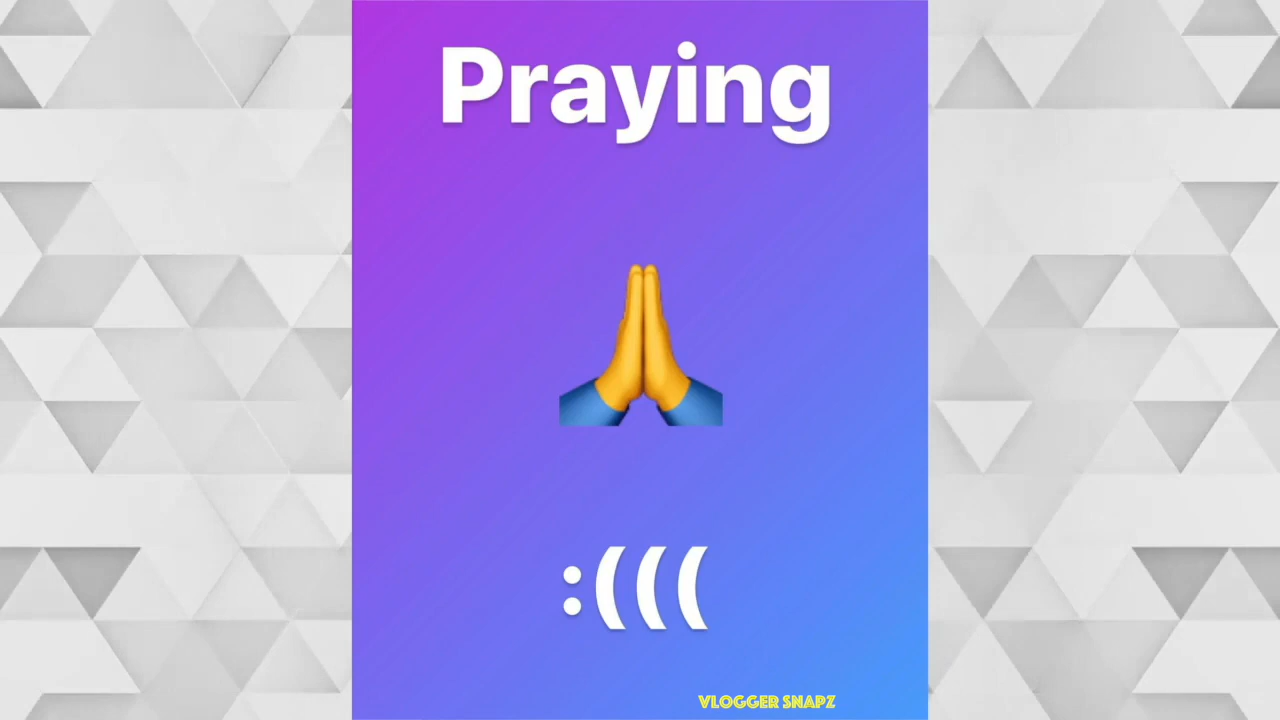 Praying
🙏
:(((
VLOGGER SNAPZ